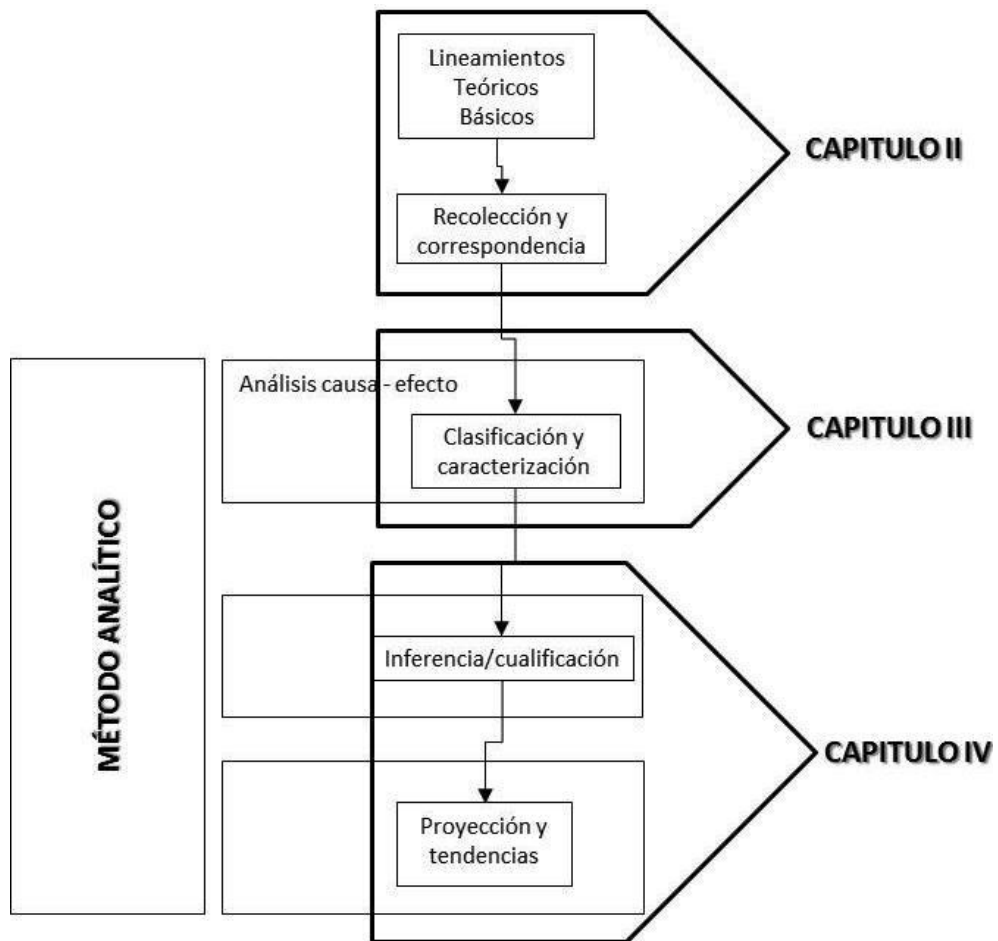 Lineamientos
Teóricos
Básicos
CAPITULO II
Recolección y
correspondencia
Análisis causa - efecto
Clasificación y
caracterización
CAPITULO III
MÉTODO ANALÍTICO
Inferencia/cualificación
CAPITULO IV
Proyección y
tendencias